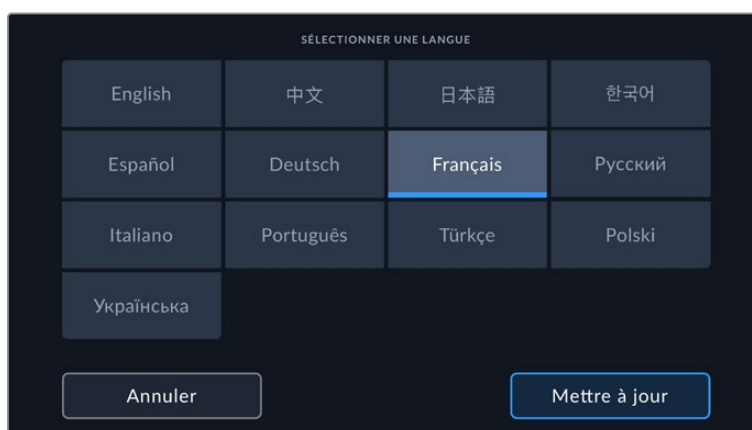 SÉLECTIONNER UNE LANGUE
English 中文 日本語 한국어
Español Deutsch Français Русский
Italiano Português Türkçe Polski
Українська
Annuler Mettre à jour